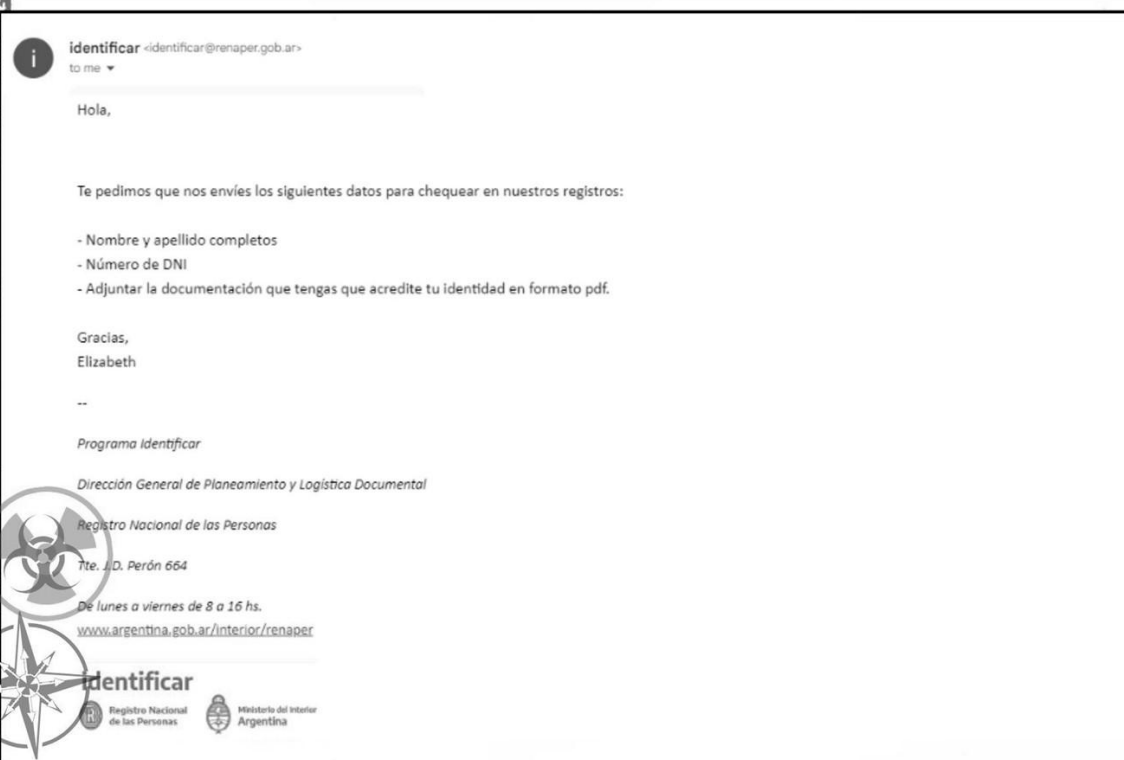 i
identificar <identificar@renaper.gob.ar>
to me
Hola,
Te pedimos que nos envíes los siguientes datos para chequear en nuestros registros:
- Nombre y apellido completos
- Número de DNI
- Adjuntar la documentación que tengas que acredite tu identidad en formato pdf.
Gracias,
Elizabeth
--
Programa Identificar
Dirección General de Planeamiento y Logística Documental
Registro Nacional de las Personas
Tte. J.D. Perón 664
De lunes a viernes de 8 a 16 hs.
www.argentina.gob.ar/interior/renaper
identificar
R Registro Nacional
de las Personas
Ministerio del Interior
Argentina